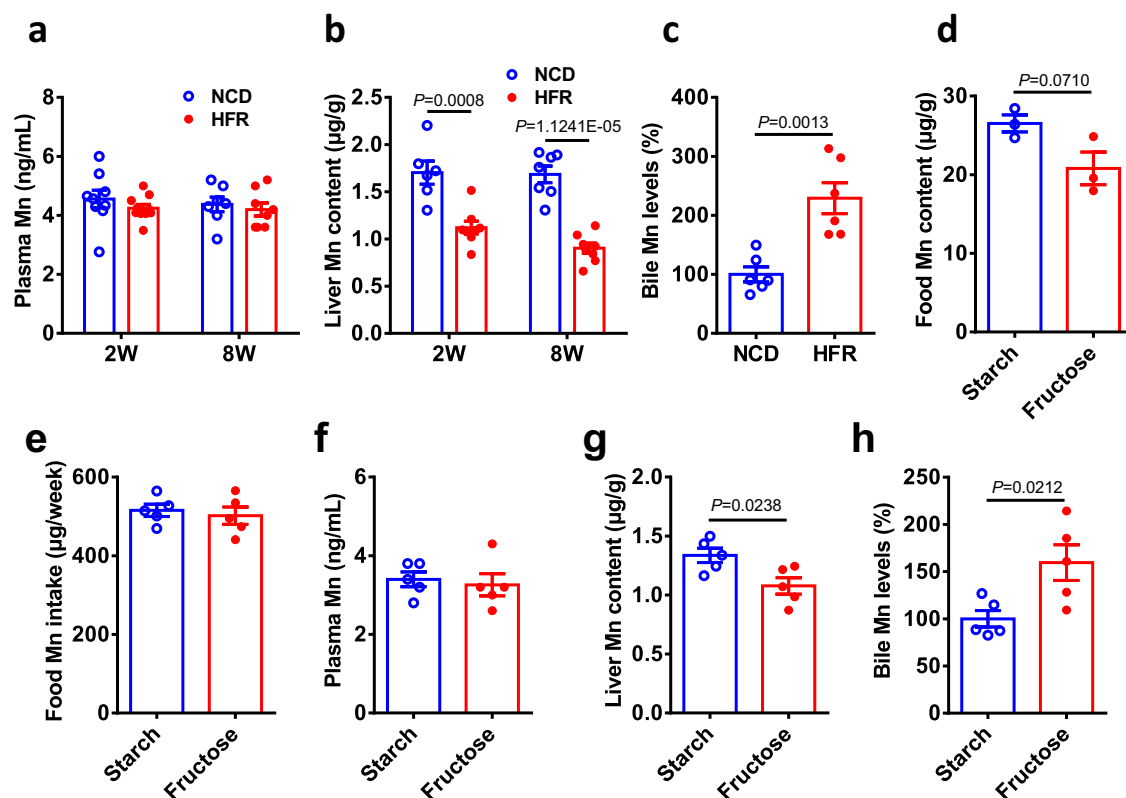 a
Plasma Mn (ng/mL)
NCD
HFR
8
6
4
2
0
2W
8W
b
Liver Mn content (µg/g)
NCD
HFR
P=0.0008
P=1.1241E-05
2.5
2.0
1.5
1.0
0.5
0.0
2W
8W
c
Bile Mn levels (%)
P=0.0013
400
300
200
100
0
NCD
HFR
d
Food Mn content (µg/g)
P=0.0710
30
20
10
0
Starch
Fructose
e
Food Mn intake (µg/week)
600
400
200
0
Starch
Fructose
f
Plasma Mn (ng/mL)
6
4
2
0
Starch
Fructose
g
Liver Mn content (µg/g)
P=0.0238
2.0
1.5
1.0
0.5
0.0
Starch
Fructose
h
Bile Mn levels (%)
P=0.0212
250
200
150
100
50
0
Starch
Fructose